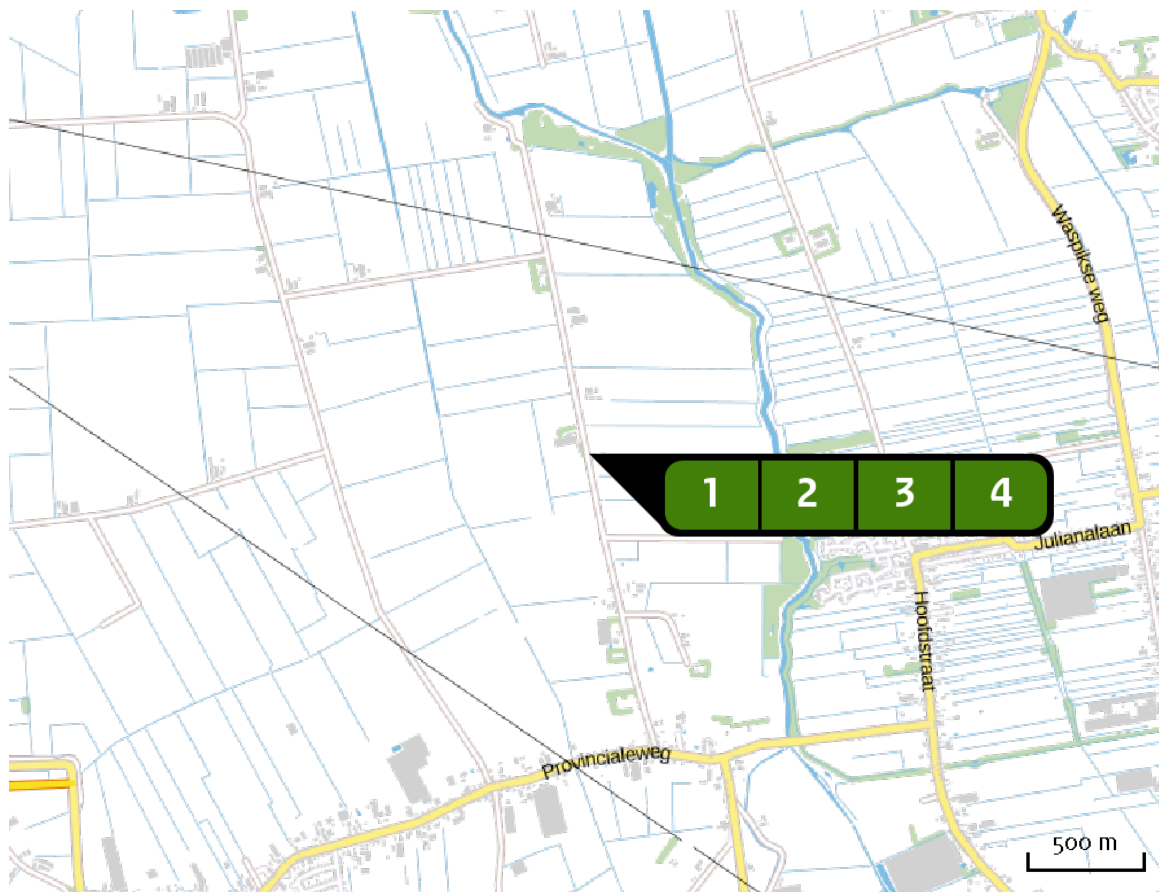 Waspikse weg
1 2 3 4
Julianalaan
Hoofdstraat
Provincialeweg
500 m